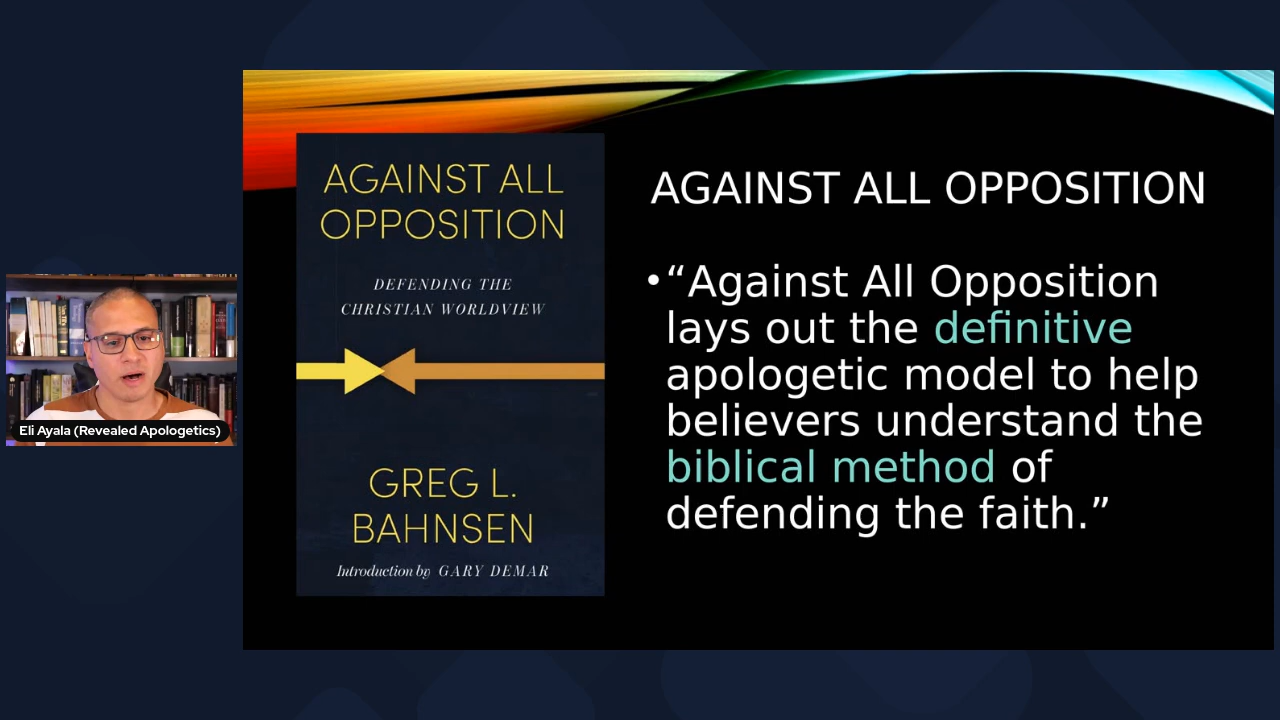 AGAINST ALL
OPPOSITION
DEFENDING THE
CHRISTIAN WORLDVIEW
GREG L.
BAHNSEN
Introduction by GARY DEMAR
AGAINST ALL OPPOSITION
•“Against All Opposition
lays out the definitive
apologetic model to help
believers understand the
biblical method of
defending the faith.”
Eli Ayala (Revealed Apologetics)